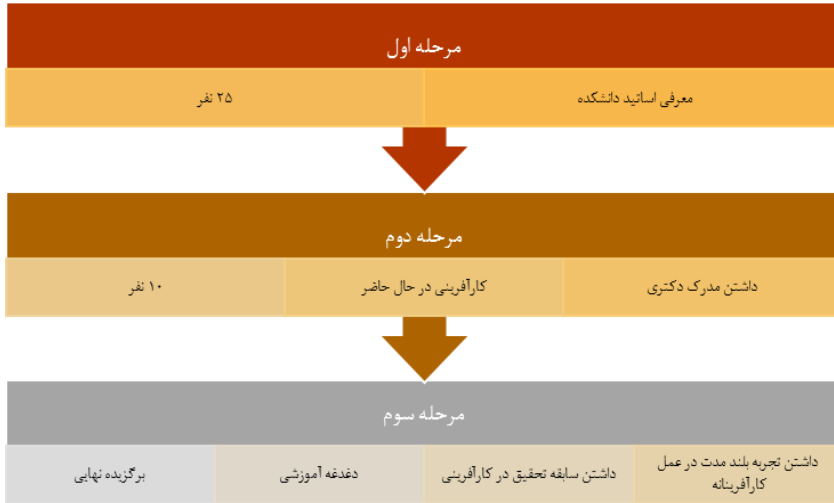 مرحله اول
معرفی اساتید دانشکده
۲۵ نفر
مرحله دوم
داشتن مدرک دکتری
کارآفرینی در حال حاضر
۱۰ نفر
مرحله سوم
داشتن تجربه بلند مدت در عمل
کارآفرینانه
داشتن سابقه تحقیق در کارآفرینی
دغدغه آموزشی
برگزیده نهایی